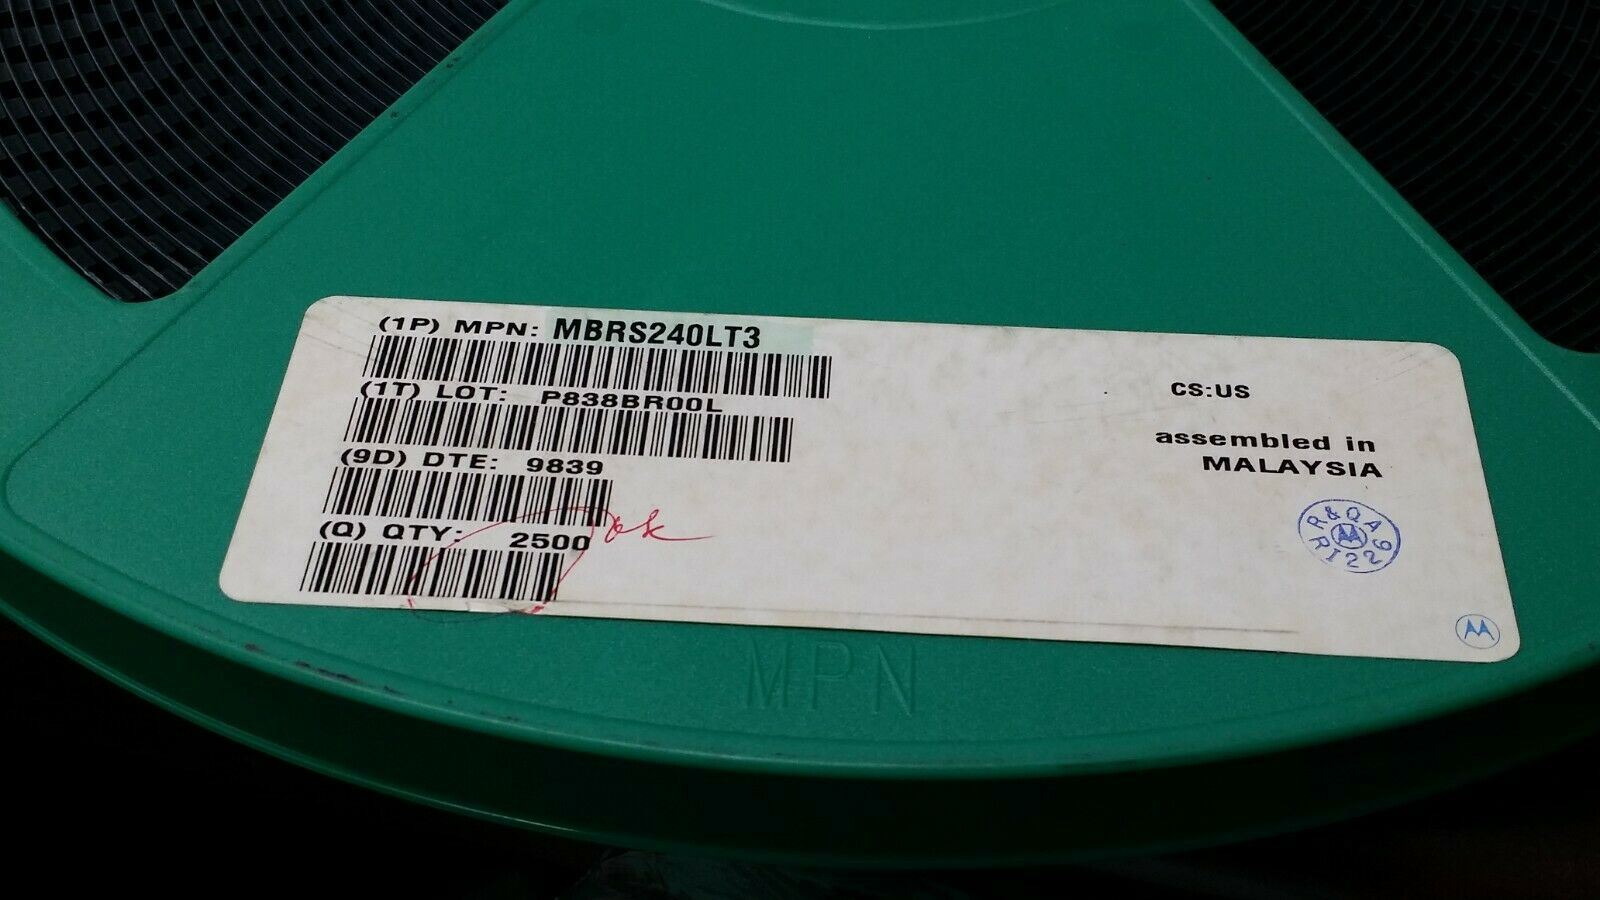 (1P) MPN: MBRS240LT3
(1T) LOT: P838BR00L
(9D) DTE: 9839
(Q) QTY: 2500
ok
CS:US
assembled in
MALAYSIA
R&QA
RI226
MPN